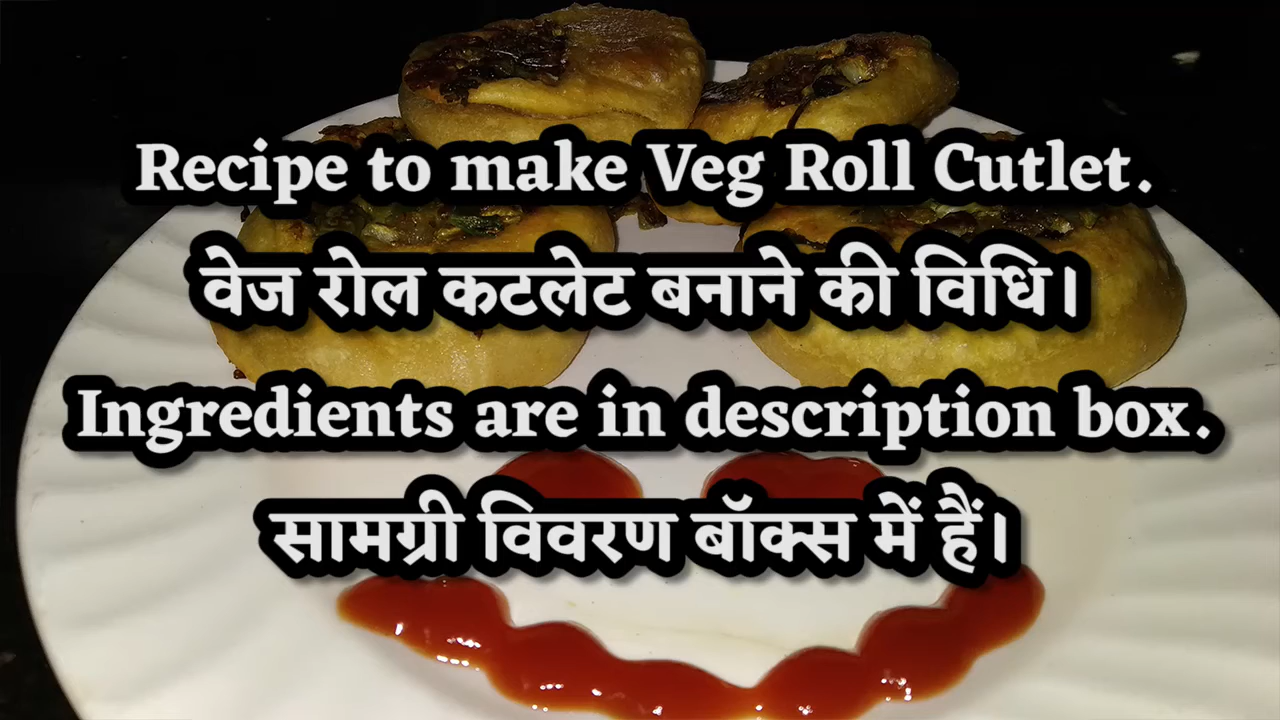 Recipe to make Veg Roll Cutlet.
वेज रोल कटलेट बनाने की विधि।
Ingredients are in description box.
सामग्री विवरण बॉक्स में हैं।